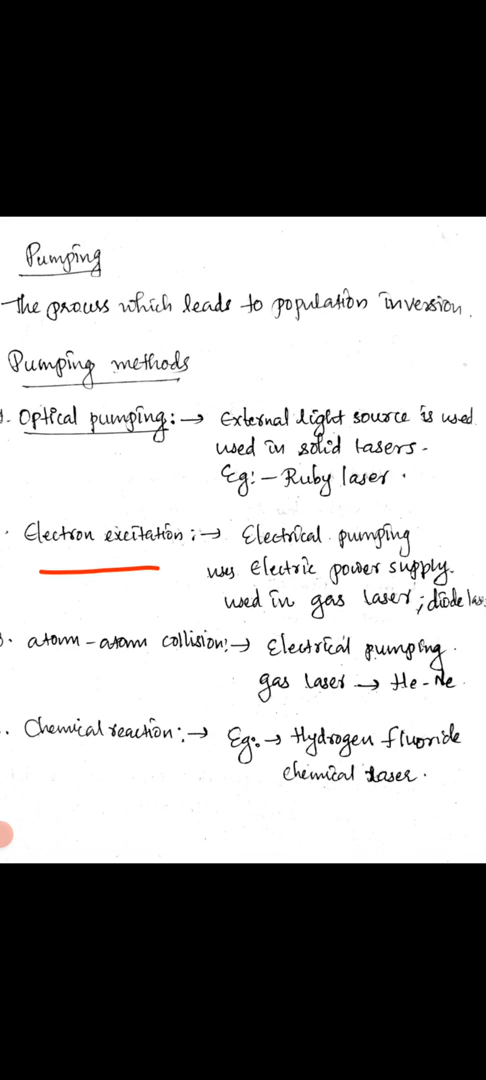 Pumping
The process which leads to population inversion.
Pumping methods
Optical pumping :→ External light source is used
used in solid lasers.
Eg:- Ruby laser.
Electron excitation :→ Electrical pumping
uses Electric power supply.
used in gas laser; diode las
atom-atom collision:→ Electrical pumping.
gas laser → He-Ne.
Chemical reaction :→ Eg:→ Hydrogen fluoride
chemical laser.